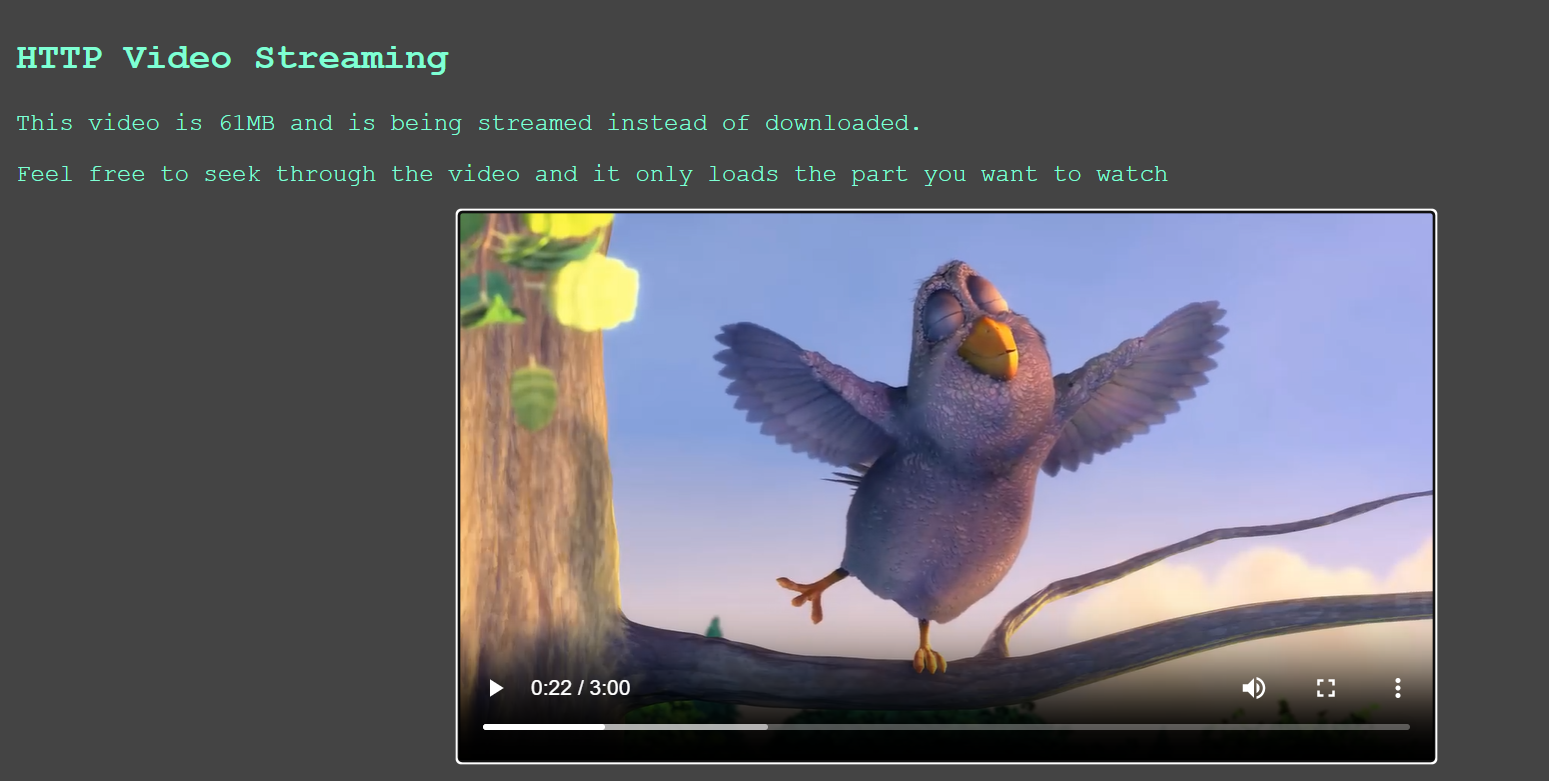 HTTP Video Streaming
This video is 61MB and is being streamed instead of downloaded.
Feel free to seek through the video and it only loads the part you want to watch
0:22 / 3:00